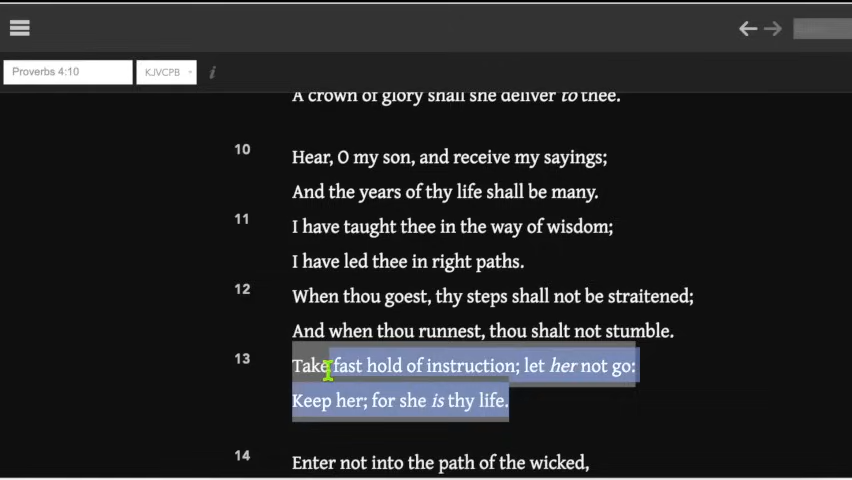 Proverbs 4:10
KJVCPB
i
A crown of glory shall she deliver to thee.
10
Hear, O my son, and receive my sayings;
And the years of thy life shall be many.
11
I have taught thee in the way of wisdom;
I have led thee in right paths.
12
When thou goest, thy steps shall not be straitened;
And when thou runnest, thou shalt not stumble.
13
Take fast hold of instruction; let her not go:
Keep her; for she is thy life.
14
Enter not into the path of the wicked,